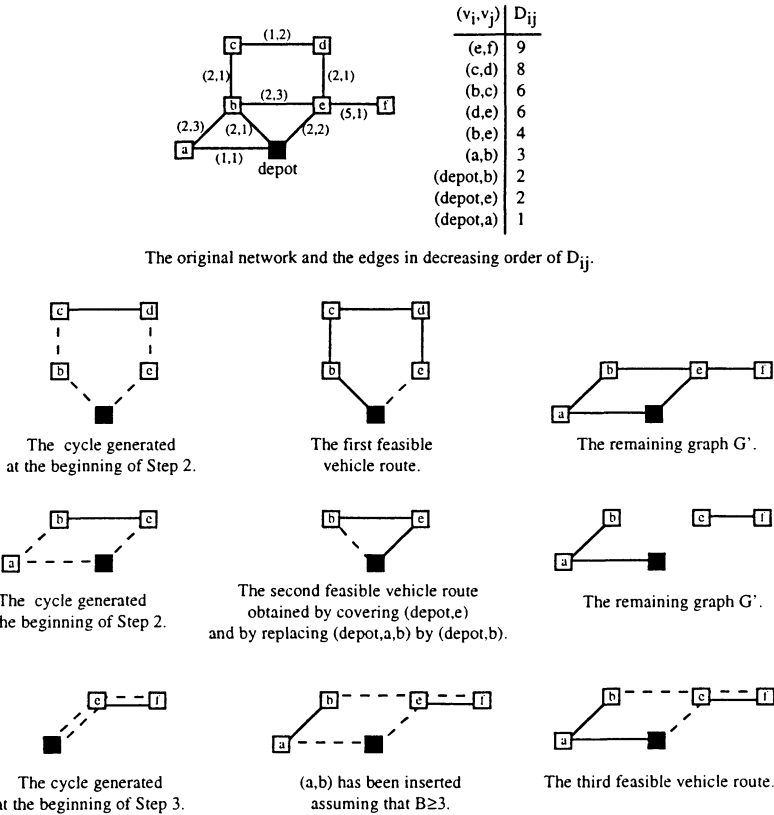 (vi,vj) Dij
c (1,2) d
(e,f) 9
(c,d) 8
(2,1) (2,1)
(b,c) 6
b (2,3) e f
(d,e) 6
(5,1)
(b,e) 4
(2,3) (2,1) (2,2)
(a,b) 3
a (1,1)
(depot,b) 2
depot
(depot,e) 2
(depot,a) 1
The original network and the edges in decreasing order of Dij.
c d
c d
b e
b e
b e f
a
The cycle generated
at the beginning of Step 2.
The first feasible
vehicle route.
The remaining graph G'.
b e
b e
b e f
a
a
The cycle generated
he beginning of Step 2.
The second feasible vehicle route
obtained by covering (depot,e)
and by replacing (depot,a,b) by (depot,b).
The remaining graph G'.
e f
b e f
b e f
a
a
The cycle generated
at the beginning of Step 3.
(a,b) has been inserted
assuming that B≥3.
The third feasible vehicle route.